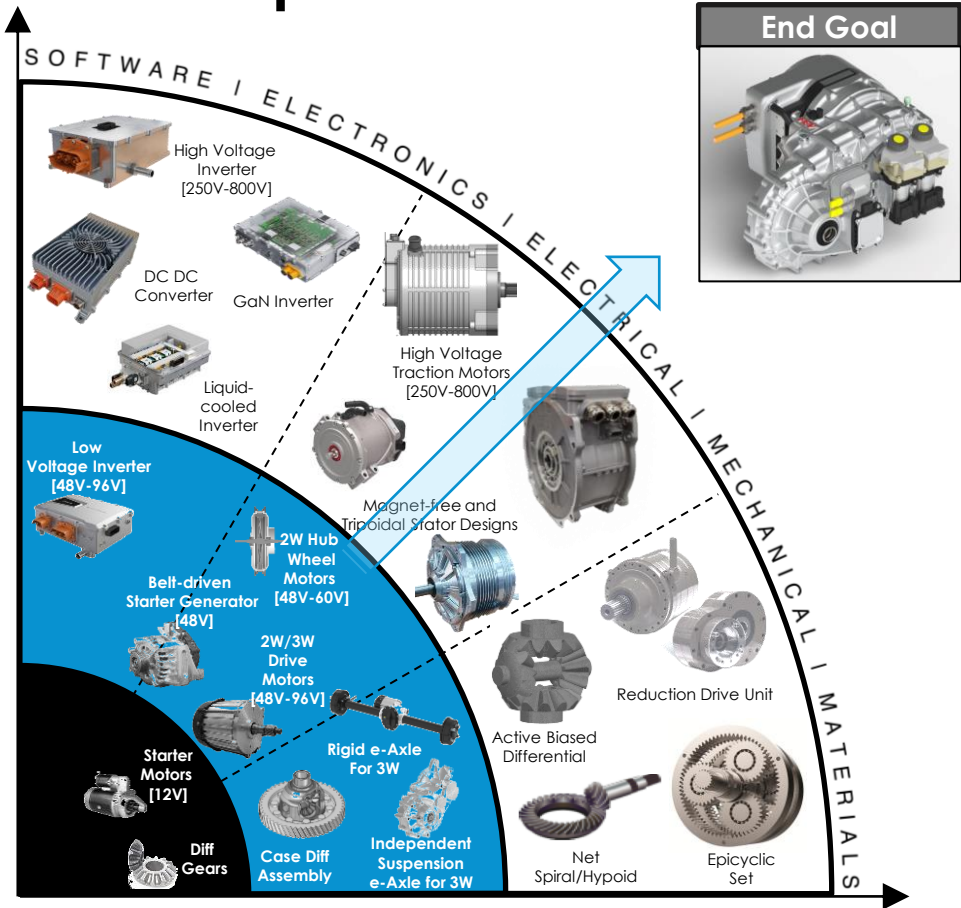 End Goal
SOFTWARE | ELECTRONICS | ELECTRICAL | MECHANICAL | MATERIALS
High Voltage
Inverter
[250V-800V]
DC DC
Converter
GaN Inverter
Liquid-
cooled
Inverter
High Voltage
Traction Motors
[250V-800V]
Magnet-free and
Tripoidal Stator Designs
Low
Voltage Inverter
[48V-96V]
2W Hub
Wheel
Motors
[48V-60V]
Belt-driven
Starter Generator
[48V]
2W/3W
Drive
Motors
[48V-96V]
Rigid e-Axle
For 3W
Active Biased
Differential
Reduction Drive Unit
Starter
Motors
[12V]
Diff
Gears
Case Diff
Assembly
Independent
Suspension
e-Axle for 3W
Net
Spiral/Hypoid
Epicyclic
Set